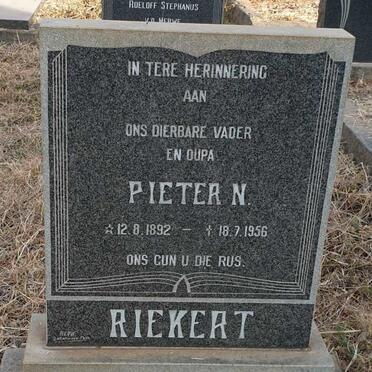 ROELOFF STEPHANUS
V.D. MERWE
IN TERE HERINNERING
AAN
ONS DIERBARE VADER
EN OUPA
PIETER N.
☆12.8.1892 – †18.7.1956
ONS GUN U DIE RUS.
RIEKERT